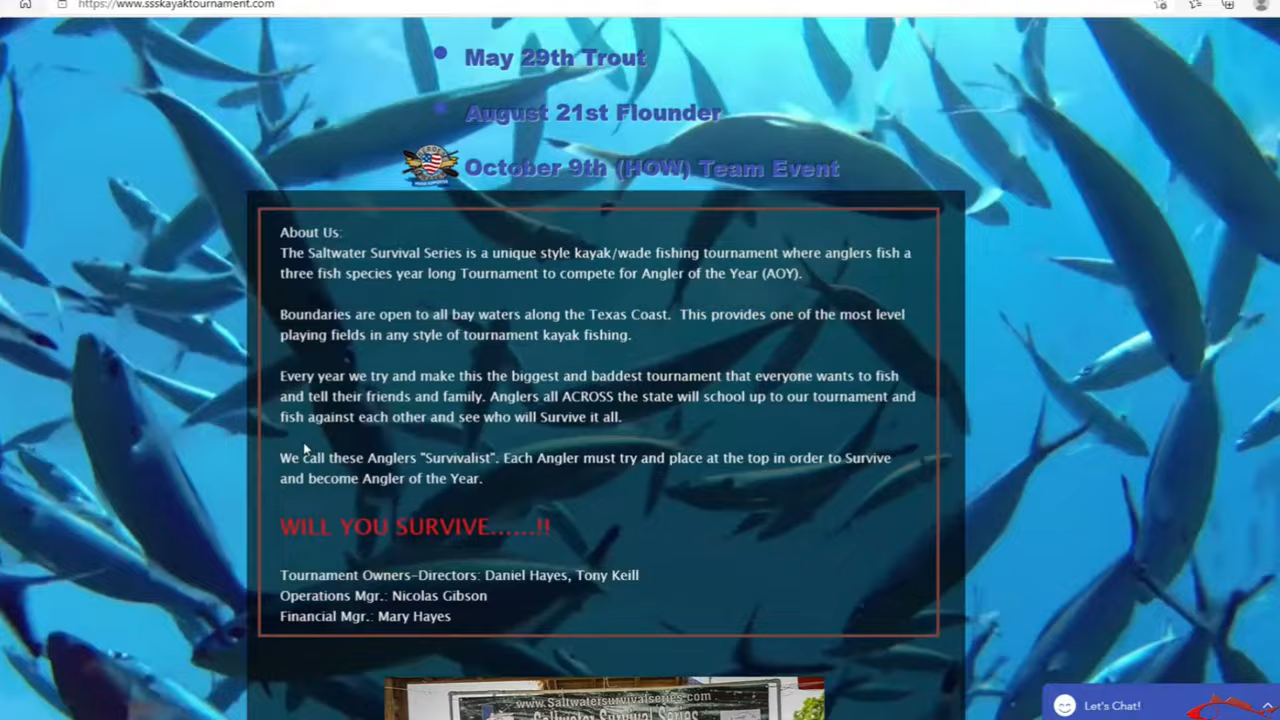 https://www.ssskayaktournament.com
May 29th Trout
August 21st Flounder
October 9th (HOW) Team Event
About Us:
The Saltwater Survival Series is a unique style kayak/wade fishing tournament where anglers fish a
three fish species year long Tournament to compete for Angler of the Year (AOY).
Boundaries are open to all bay waters along the Texas Coast. This provides one of the most level
playing fields in any style of tournament kayak fishing.
Every year we try and make this the biggest and baddest tournament that everyone wants to fish
and tell their friends and family. Anglers all ACROSS the state will school up to our tournament and
fish against each other and see who will Survive it all.
We call these Anglers "Survivalist". Each Angler must try and place at the top in order to Survive
and become Angler of the Year.
WILL YOU SURVIVE......!!
Tournament Owners-Directors: Daniel Hayes, Tony Keill
Operations Mgr.: Nicolas Gibson
Financial Mgr.: Mary Hayes
www.Saltwatersurvivalseries.com
Saltwater Survival Series
Let's Chat!